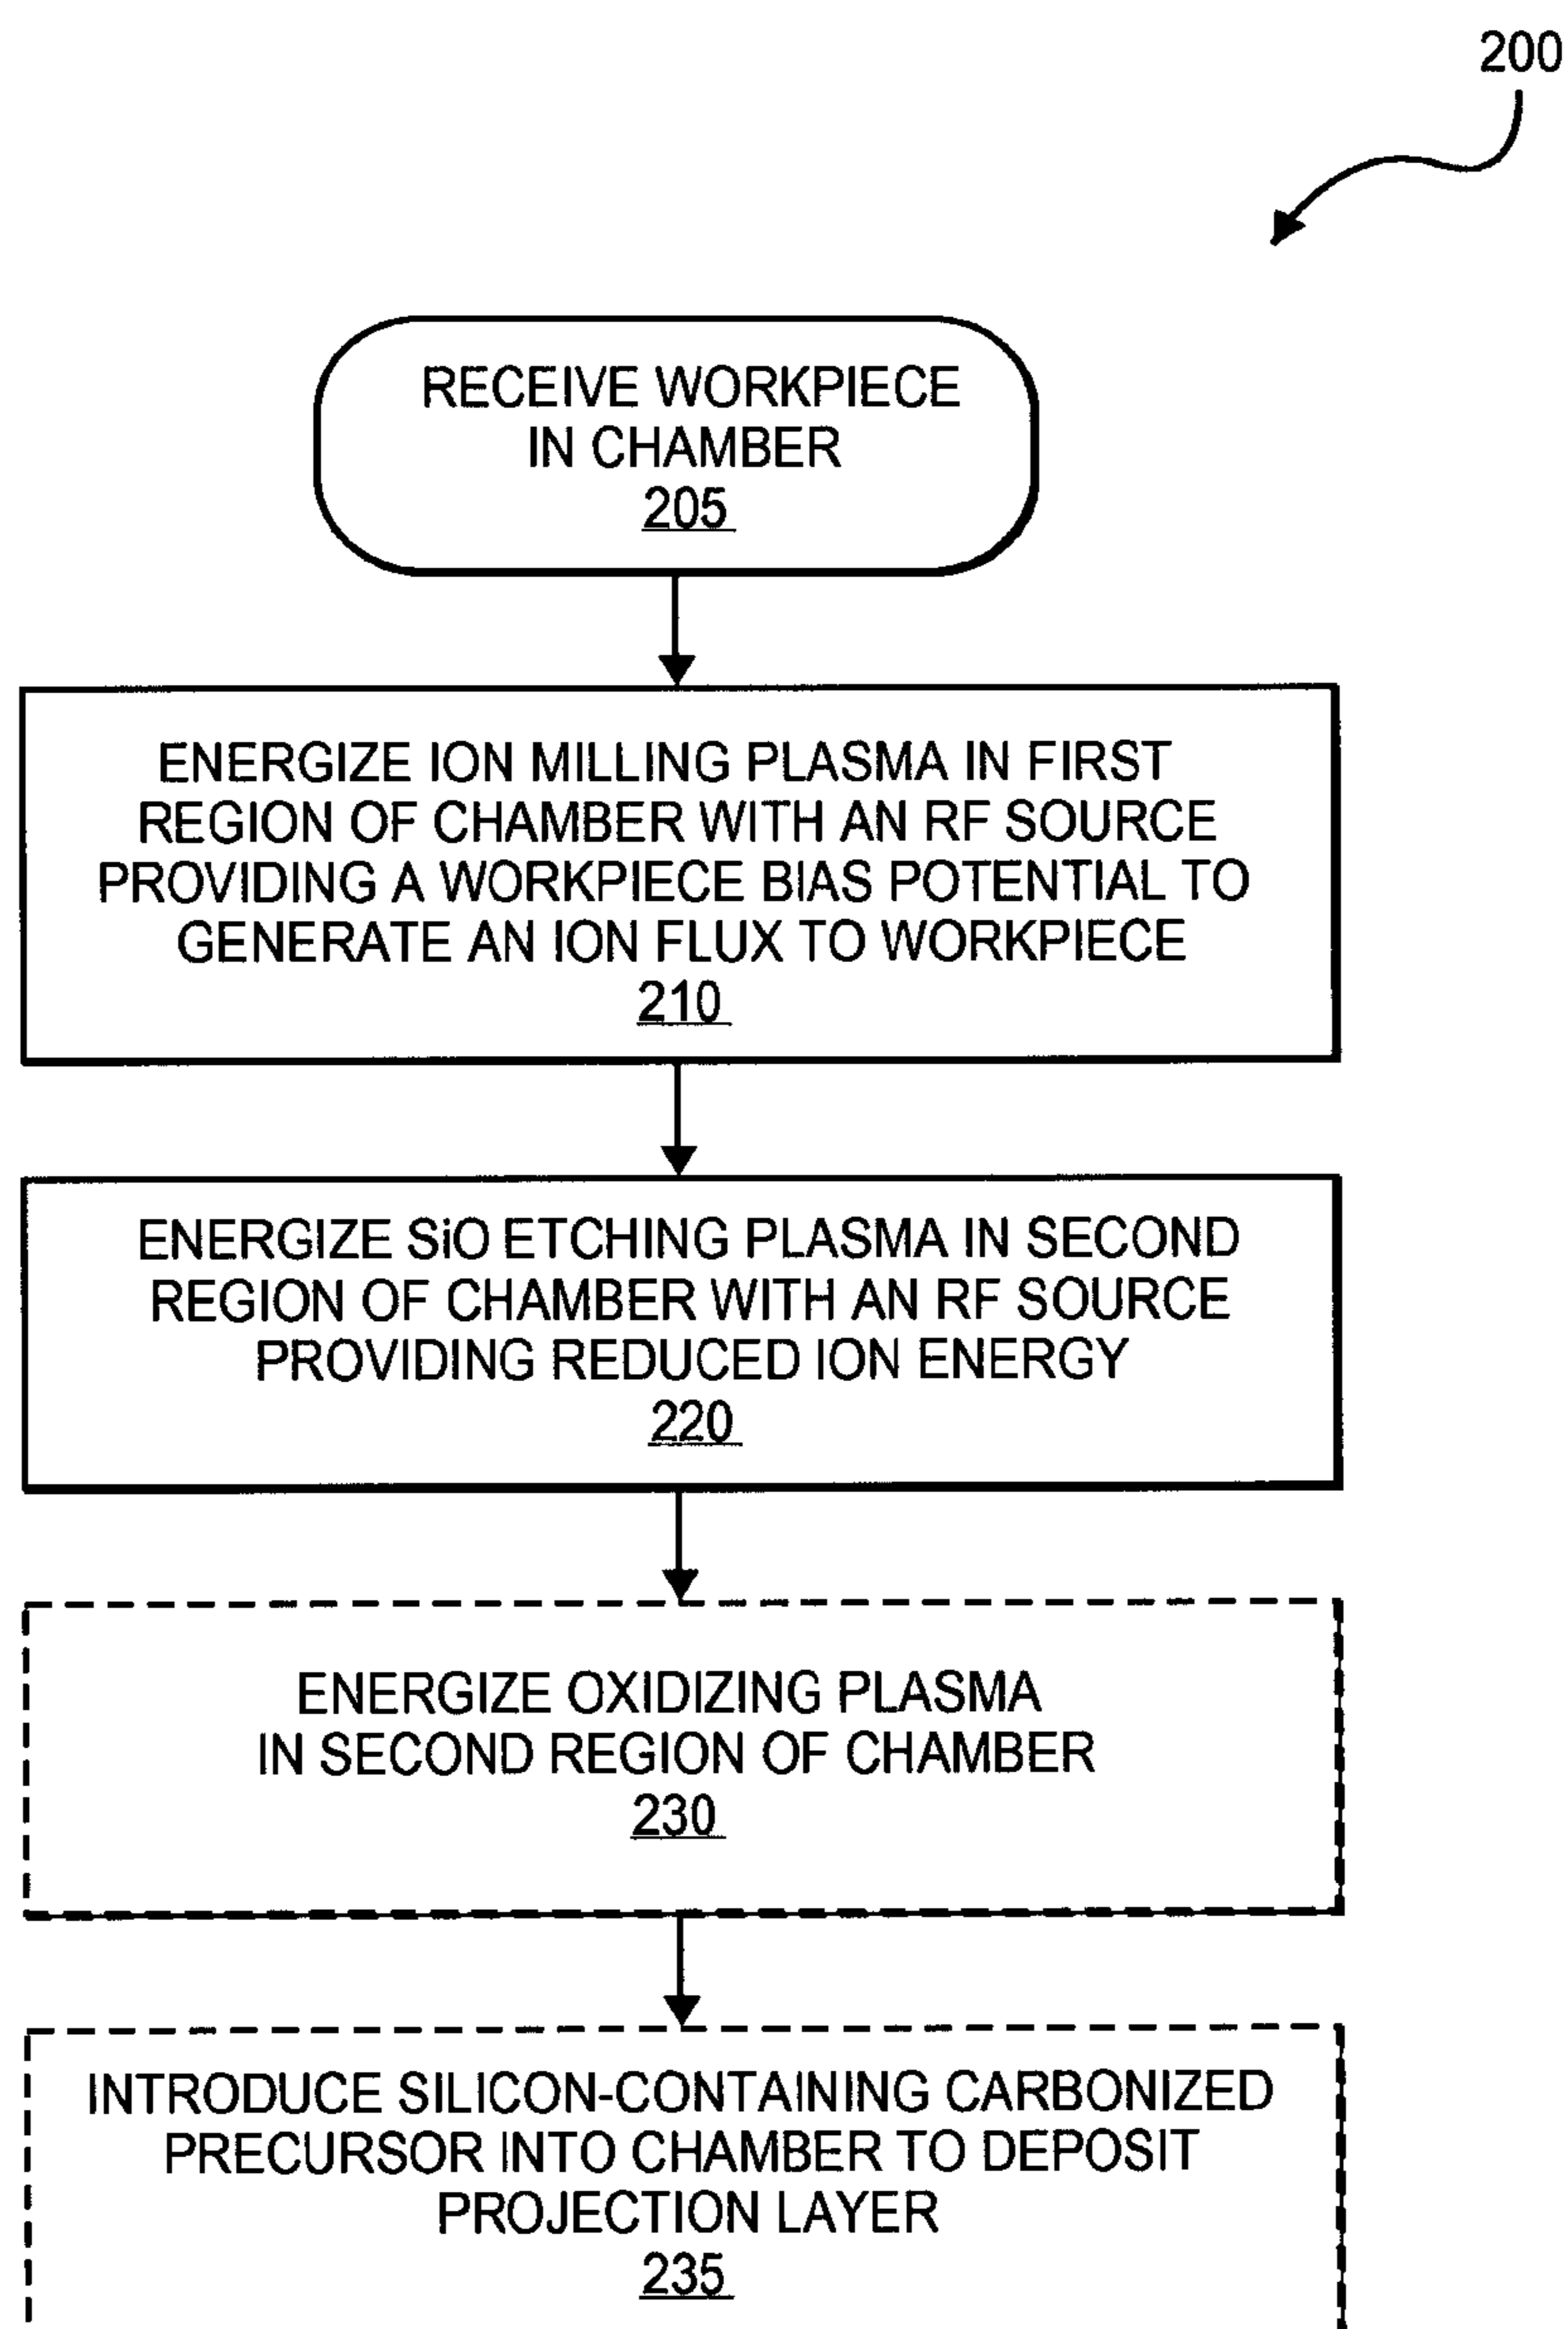 200
RECEIVE WORKPIECE
IN CHAMBER
205
ENERGIZE ION MILLING PLASMA IN FIRST
REGION OF CHAMBER WITH AN RF SOURCE
PROVIDING A WORKPIECE BIAS POTENTIAL TO
GENERATE AN ION FLUX TO WORKPIECE
210
ENERGIZE SiO ETCHING PLASMA IN SECOND
REGION OF CHAMBER WITH AN RF SOURCE
PROVIDING REDUCED ION ENERGY
220
ENERGIZE OXIDIZING PLASMA
IN SECOND REGION OF CHAMBER
230
INTRODUCE SILICON-CONTAINING CARBONIZED
PRECURSOR INTO CHAMBER TO DEPOSIT
PROJECTION LAYER
235